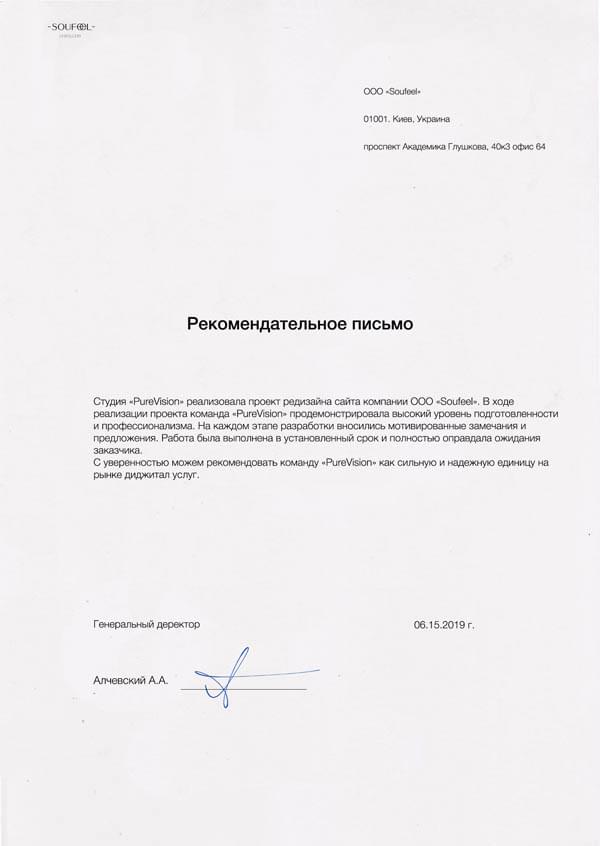 -SOUFEEL-
ООО «Soufeel»
01001. Киев, Украина
проспект Академика Глушкова, 40к3 офис 64
Рекомендательное письмо
Студия «PureVision» реализовала проект редизайна сайта компании ООО «Soufeel». В ходе
реализации проекта команда «PureVision» продемонстрировала высокий уровень подготовленности
и профессионализма. На каждом этапе разработки вносились мотивированные замечания и
предложения. Работа была выполнена в установленный срок и полностью оправдала ожидания
заказчика.
С уверенностью можем рекомендовать команду «PureVision» как сильную и надежную единицу на
рынке диджитал услуг.
Генеральный директор 06.15.2019 г.
Алчевский А.А.